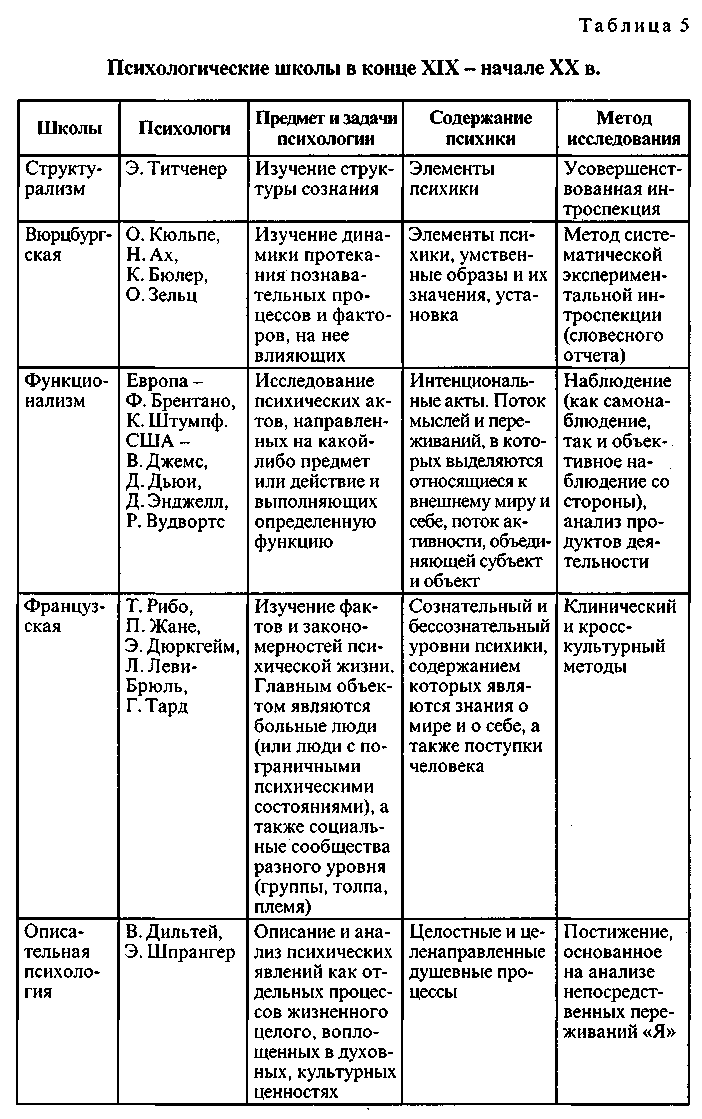 Таблица 5
Психологические школы в конце XIX – начале XX в.
Школы
Психологи
Предмет и задачи
психологии
Содержание
психики
Метод
исследования
Структу-
рализм
Э. Титченер
Изучение струк-
туры сознания
Элементы
психики
Усовершенст-
вованная ин-
троспекция
Вюрцбург-
ская
О. Кюльпе,
Н. Ах,
К. Бюлер,
О. Зельц
Изучение дина-
мики протека-
ния познава-
тельных про-
цессов и факто-
ров, на нее
влияющих
Элементы пси-
хики, умствен-
ные образы и их
значения, уста-
новка
Метод систе-
матической
эксперимен-
тальной ин-
троспекции
(словесного
отчета)
Функцио-
нализм
Европа –
Ф. Брентано,
К. Штумпф.
США –
В. Джемс,
Д. Дьюи,
Д. Энджелл,
Р. Вудвортс
Исследование
психических ак-
тов, направлен-
ных на какой-
либо предмет
или действие и
выполняющих
определенную
функцию
Интенциональ-
ные акты. Поток
мыслей и пере-
живаний, в кото-
рых выделяются
относящиеся к
внешнему миру и
себе, поток ак-
тивности, объеди-
няющей субъект
и объект
Наблюдение
(как самона-
блюдение,
так и объек-
тивное на-
блюдение со
стороны),
анализ про-
дуктов дея-
тельности
Француз-
ская
Т. Рибо,
П. Жане,
Э. Дюркгейм,
Л. Леви-
Брюль,
Г. Тард
Изучение фак-
тов и законо-
мерностей пси-
хической жизни.
Главным объек-
том являются
больные люди
(или люди с по-
граничными
психическими
состояниями), а
также социаль-
ные сообщества
разного уровня
(группы, толпа,
племя)
Сознательный и
бессознательный
уровни психики,
содержанием
которых явля-
ются знания о
мире и о себе, а
также поступки
человека
Клинический
и кросс-
культурный
методы
Описа-
тельная
психоло-
гия
В. Дильтей,
Э. Шпрангер
Описание и ана-
лиз психических
явлений как от-
дельных процес-
сов жизненного
целого, вопло-
щенных в духов-
ных, культурных
ценностях
Целостные и це-
ленаправленные
душевные про-
цессы
Постижение,
основанное
на анализе
непосредст-
венных пере-
живаний «Я»